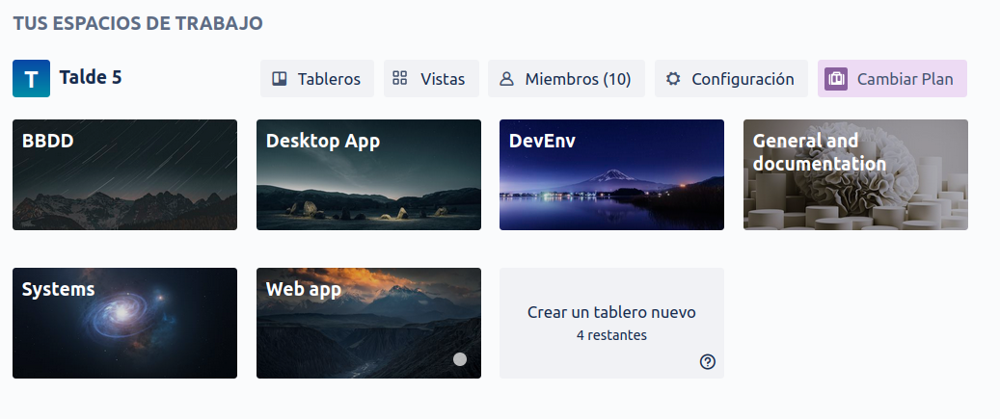 TUS ESPACIOS DE TRABAJO
T Talde 5 Tableros Vistas Miembros (10) Configuración Cambiar Plan
BBDD Desktop App DevEnv General and
documentation
Systems Web app Crear un tablero nuevo
4 restantes